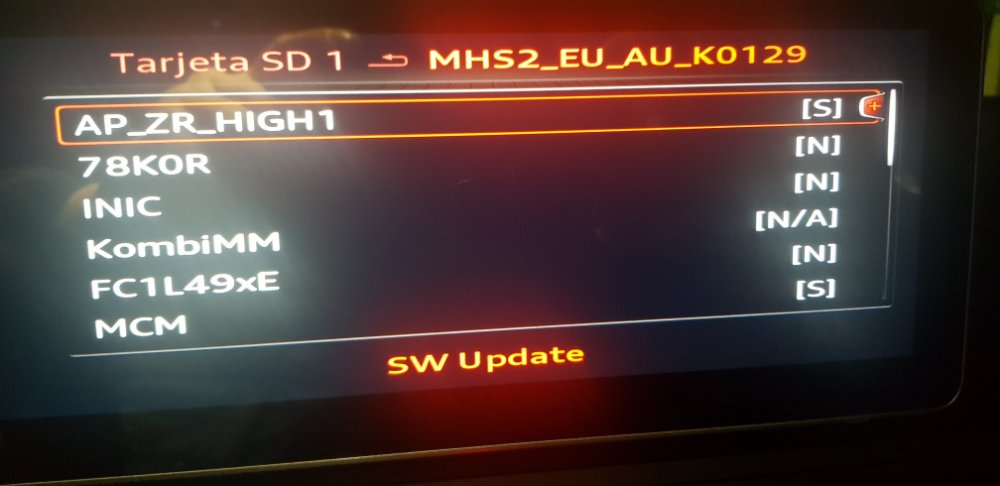 Tarjeta SD 1 MHS2_EU_AU_K0129
AP_ZR_HIGH1 [S]
78K0R [N]
INIC [N]
KombiMM [N/A]
FC1L49xE [N]
MCM [S]
SW Update